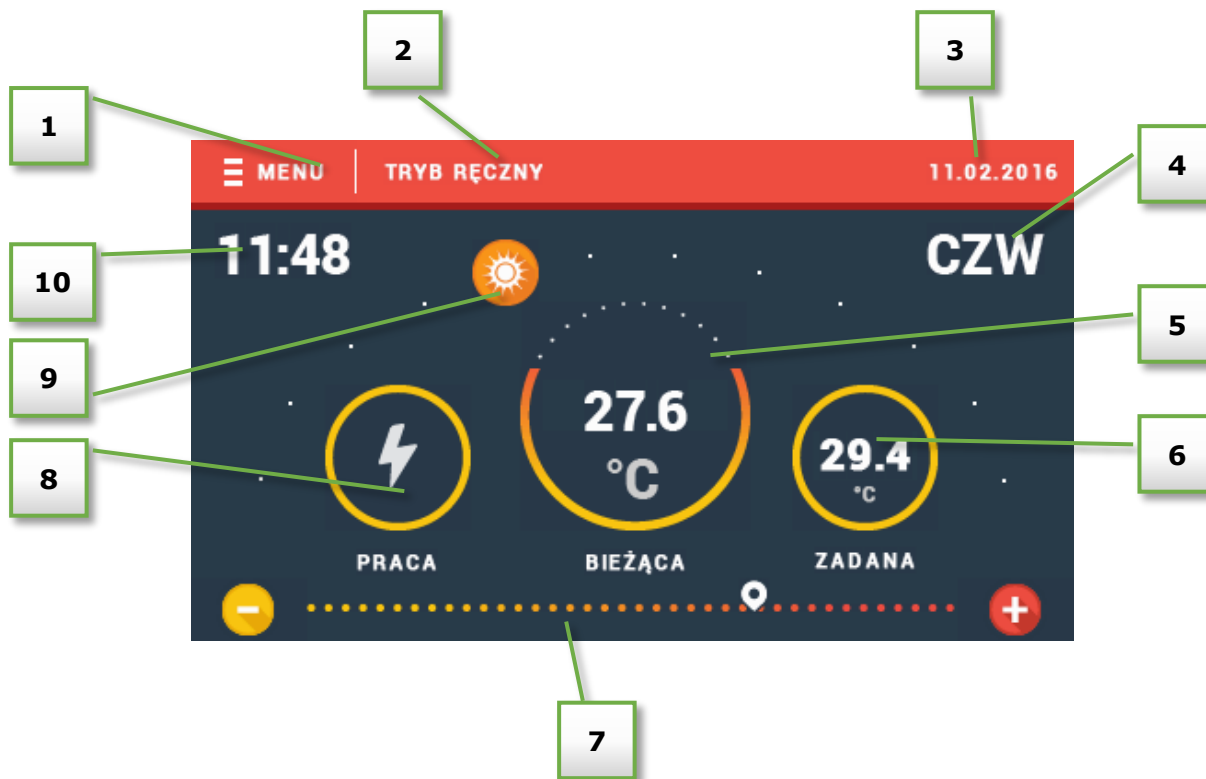 2
3
1
4
MENU
TRYB RĘCZNY
11.02.2016
10
11:48
CZW
5
9
27.6
°C
29.4
°C
6
8
PRACA
BIEŻĄCA
ZADANA
-
+
7